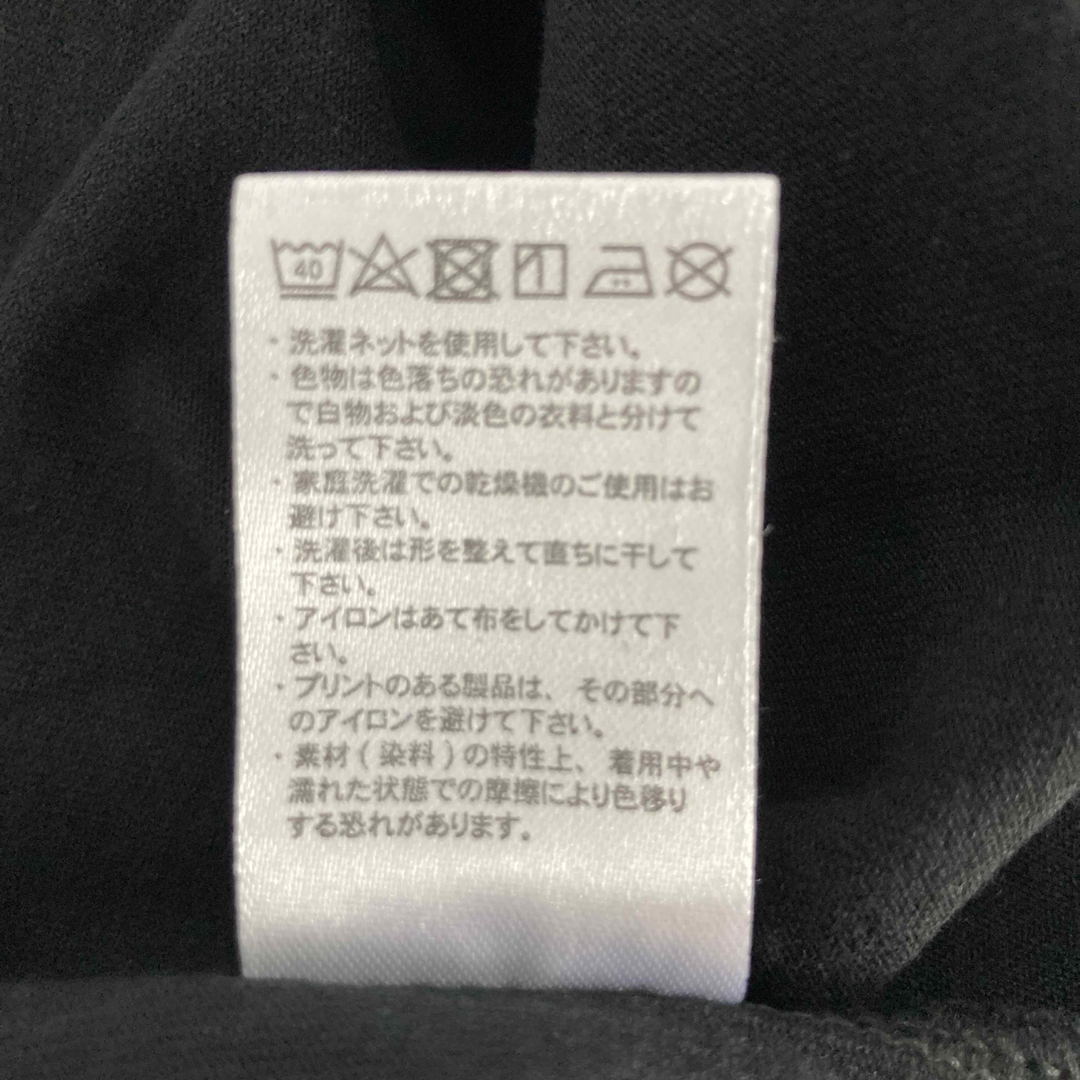 40
・洗濯ネットを使用して下さい。
・色物は色落ちの恐れがありますの
で白物および淡色の衣料と分けて
洗って下さい。
・家庭洗濯での乾燥機のご使用はお
避け下さい。
・洗濯後は形を整えて直ちに干して
下さい。
・アイロンはあて布をしてかけて下
さい。
・プリントのある製品は、その部分へ
のアイロンを避けて下さい。
・素材(染料)の特性上、着用中や
濡れた状態での摩擦により色移り
する恐れがあります。